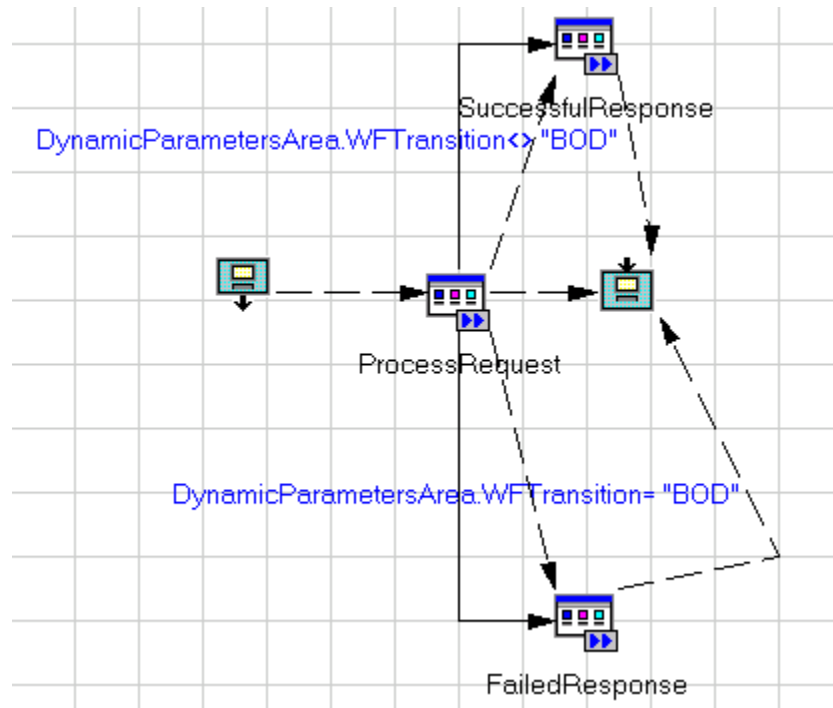 SuccessfulResponse
DynamicParametersArea.WFTransition<> "BOD"
ProcessRequest
DynamicParametersArea.WFTransition= "BOD"
FailedResponse